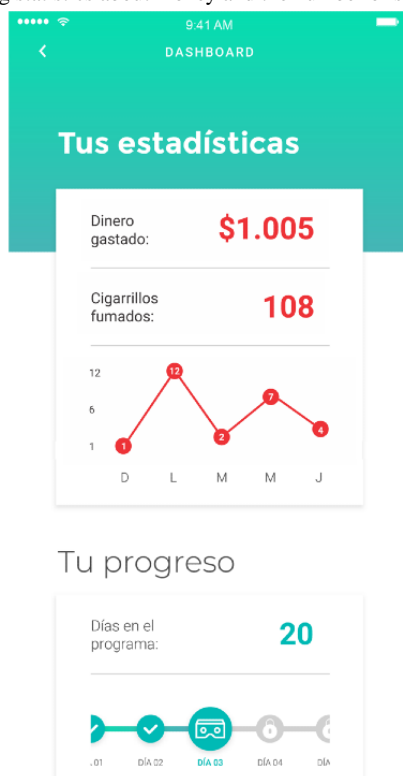 9:41 AM
DASHBOARD
Tus estadísticas
Dinero
gastado:
$1.005
Cigarrillos
fumados:
108
12
6
1
1
12
2
7
4
D L M M J
Tu progreso
Días en el
programa:
20
. 01 DÍA 02 DÍA 03 DÍA 04 DÍA